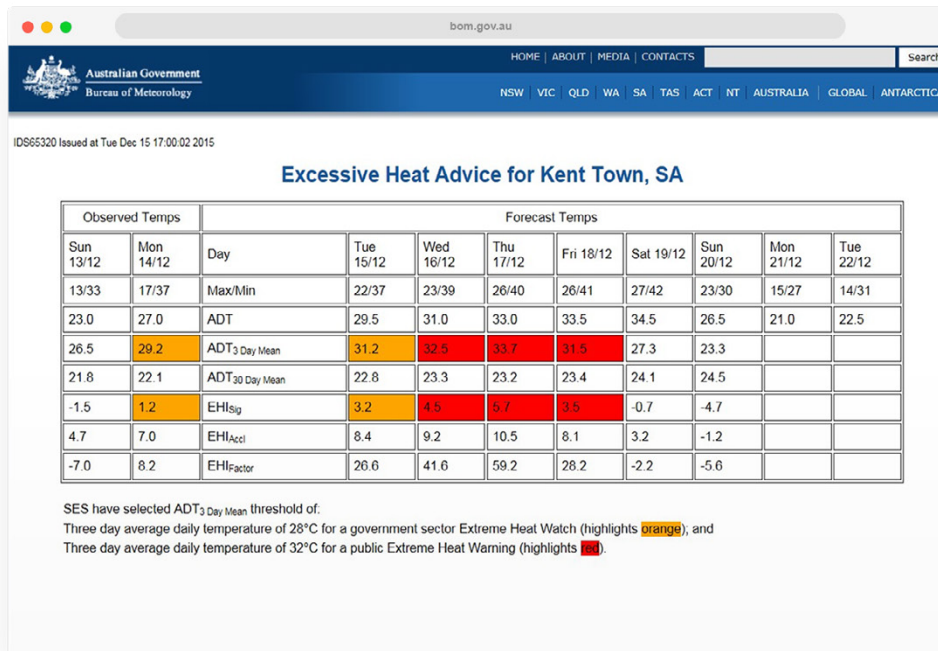 bom.gov.au
HOME | ABOUT | MEDIA | CONTACTS
Search
Australian Government
Bureau of Meteorology
NSW | VIC | QLD | WA | SA | TAS | ACT | NT | AUSTRALIA | GLOBAL | ANTARCTICA
IDS65320 Issued at Tue Dec 15 17:00:02 2015
Excessive Heat Advice for Kent Town, SA
Observed Temps Forecast Temps
Sun 13/12 Mon 14/12 Day Tue 15/12 Wed 16/12 Thu 17/12 Fri 18/12 Sat 19/12 Sun 20/12 Mon 21/12 Tue 22/12
13/33 17/37 Max/Min 22/37 23/39 26/40 26/41 27/42 23/30 15/27 14/31
23.0 27.0 ADT 29.5 31.0 33.0 33.5 34.5 26.5 21.0 22.5
26.5 29.2 ADT3 Day Mean 31.2 32.5 33.7 31.5 27.3 23.3
21.8 22.1 ADT30 Day Mean 22.8 23.3 23.2 23.4 24.1 24.5
-1.5 1.2 EHISig 3.2 4.5 5.7 3.5 -0.7 -4.7
4.7 7.0 EHIAccl 8.4 9.2 10.5 8.1 3.2 -1.2
-7.0 8.2 EHIFactor 26.6 41.6 59.2 28.2 -2.2 -5.6
SES have selected ADT3 Day Mean threshold of:
Three day average daily temperature of 28°C for a government sector Extreme Heat Watch (highlights orange); and
Three day average daily temperature of 32°C for a public Extreme Heat Warning (highlights red).